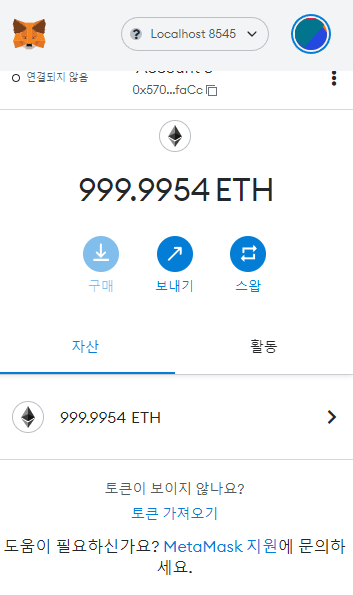 Localhost 8545
연결되지 않음
0x570...faCc
999.9954 ETH
구매
보내기
스왑
자산
활동
999.9954 ETH
토큰이 보이지 않나요?
토큰 가져오기
도움이 필요하신가요? MetaMask 지원에 문의하
세요.